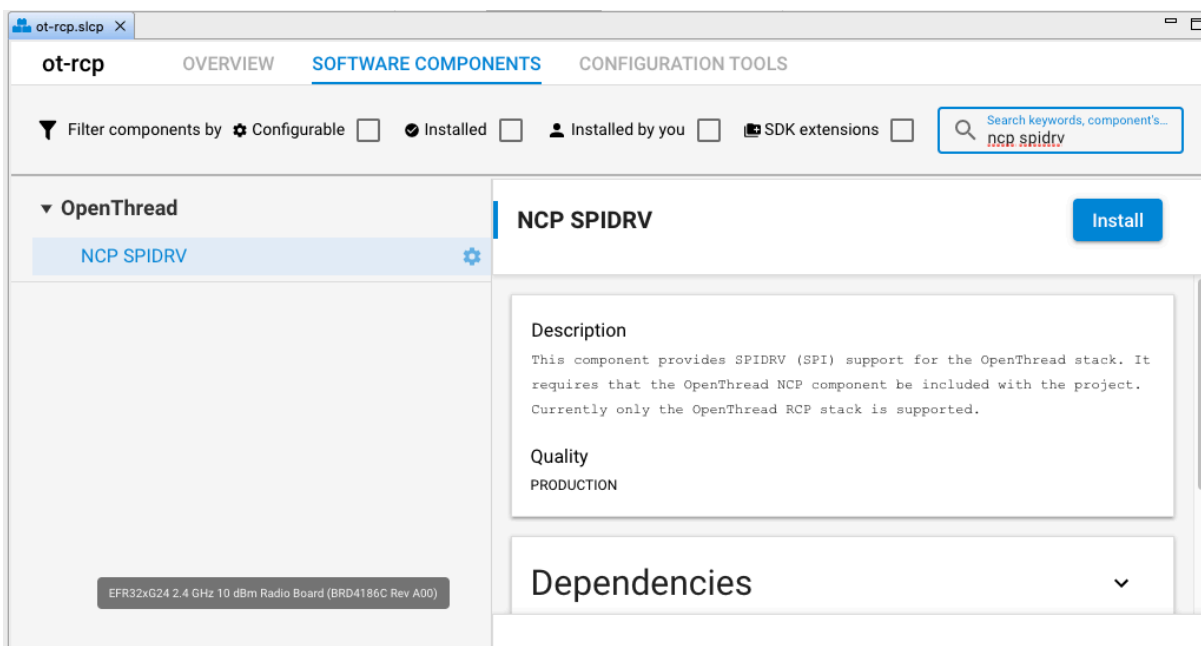 ot-rcp.slcp
ot-rcp OVERVIEW SOFTWARE COMPONENTS CONFIGURATION TOOLS
Filter components by Configurable Installed Installed by you SDK extensions
Search keywords, component's...
ncp spidrv
OpenThread
NCP SPIDRV
NCP SPIDRV
Install
Description
This component provides SPIDRV (SPI) support for the OpenThread stack. It
requires that the OpenThread NCP component be included with the project.
Currently only the OpenThread RCP stack is supported.
Quality
PRODUCTION
Dependencies
EFR32xG24 2.4 GHz 10 dBm Radio Board (BRD4186C Rev A00)